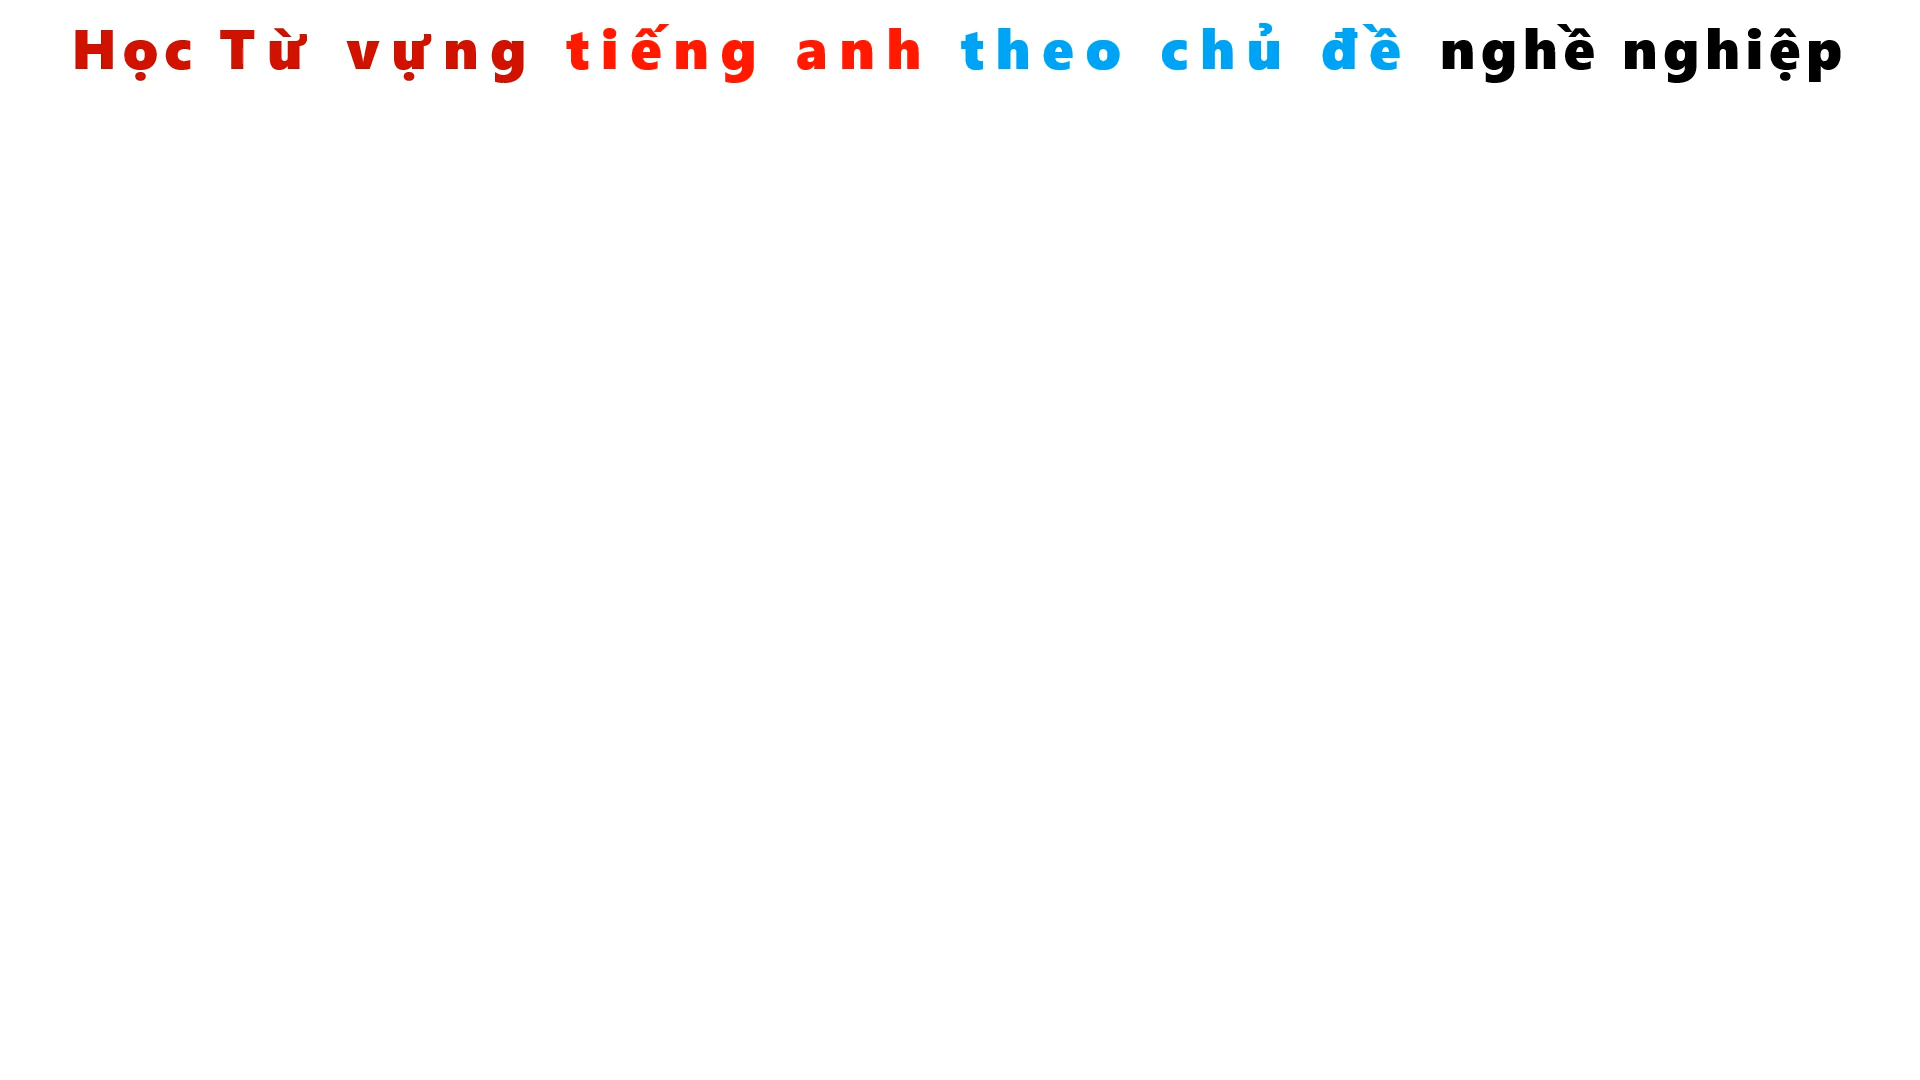 Học Từ vựng tiếng anh theo chủ đề nghề nghiệp